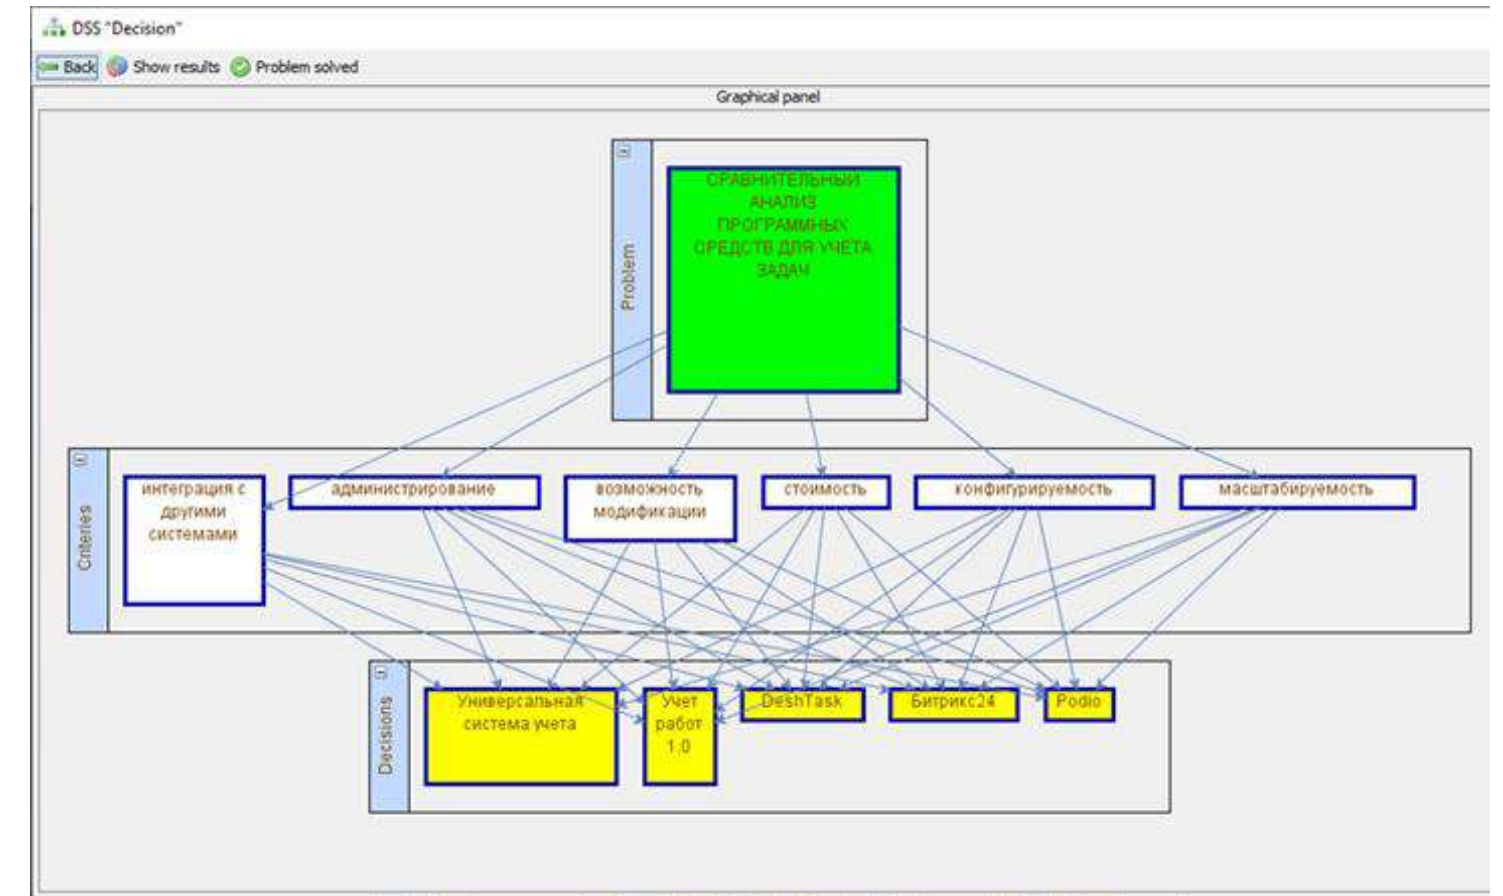 DSS "Decision"
Back Show results Problem solved
Graphical panel
Problem
СРАВНИТЕЛЬНЫЙ
АНАЛИЗ
ПРОГРАММНЫХ
СРЕДСТВ ДЛЯ УЧЕТА
ЗАДАЧ
Criteries
интеграция с
другими
системами
администрирование
возможность
модификации
стоимость
конфигурируемость
масштабируемость
Decisions
Универсальная
система учета
Учет
работ
1.0
DeshTask
Битрикс24
Podio